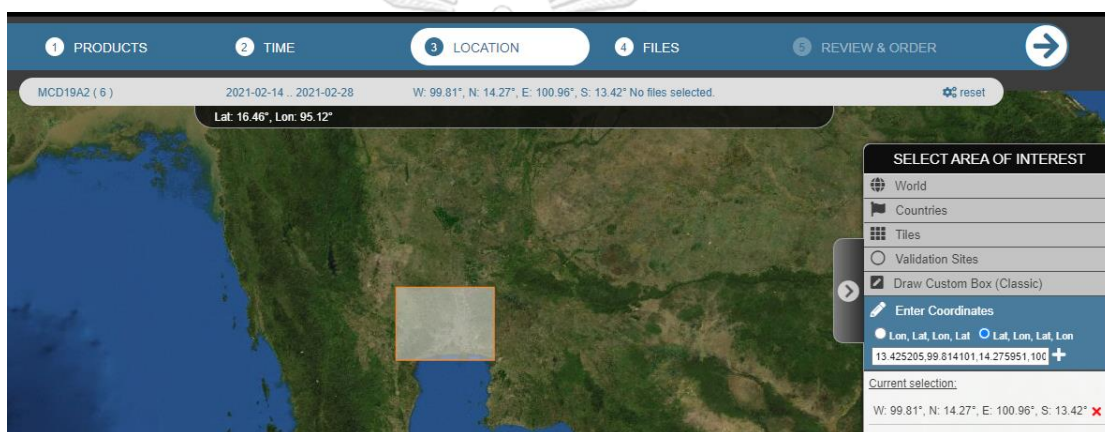 1 PRODUCTS 2 TIME 3 LOCATION 4 FILES 5 REVIEW & ORDER
MCD19A2 ( 6 ) 2021-02-14 .. 2021-02-28 W: 99.81°, N: 14.27°, E: 100.96°, S: 13.42° No files selected. reset
Lat: 16.46°, Lon: 95.12°
SELECT AREA OF INTEREST
World
Countries
Tiles
Validation Sites
Draw Custom Box (Classic)
Enter Coordinates
Lon, Lat, Lon, Lat Lat, Lon, Lat, Lon
13.425205,99.814101,14.275951,100
Current selection:
W: 99.81°, N: 14.27°, E: 100.96°, S: 13.42°